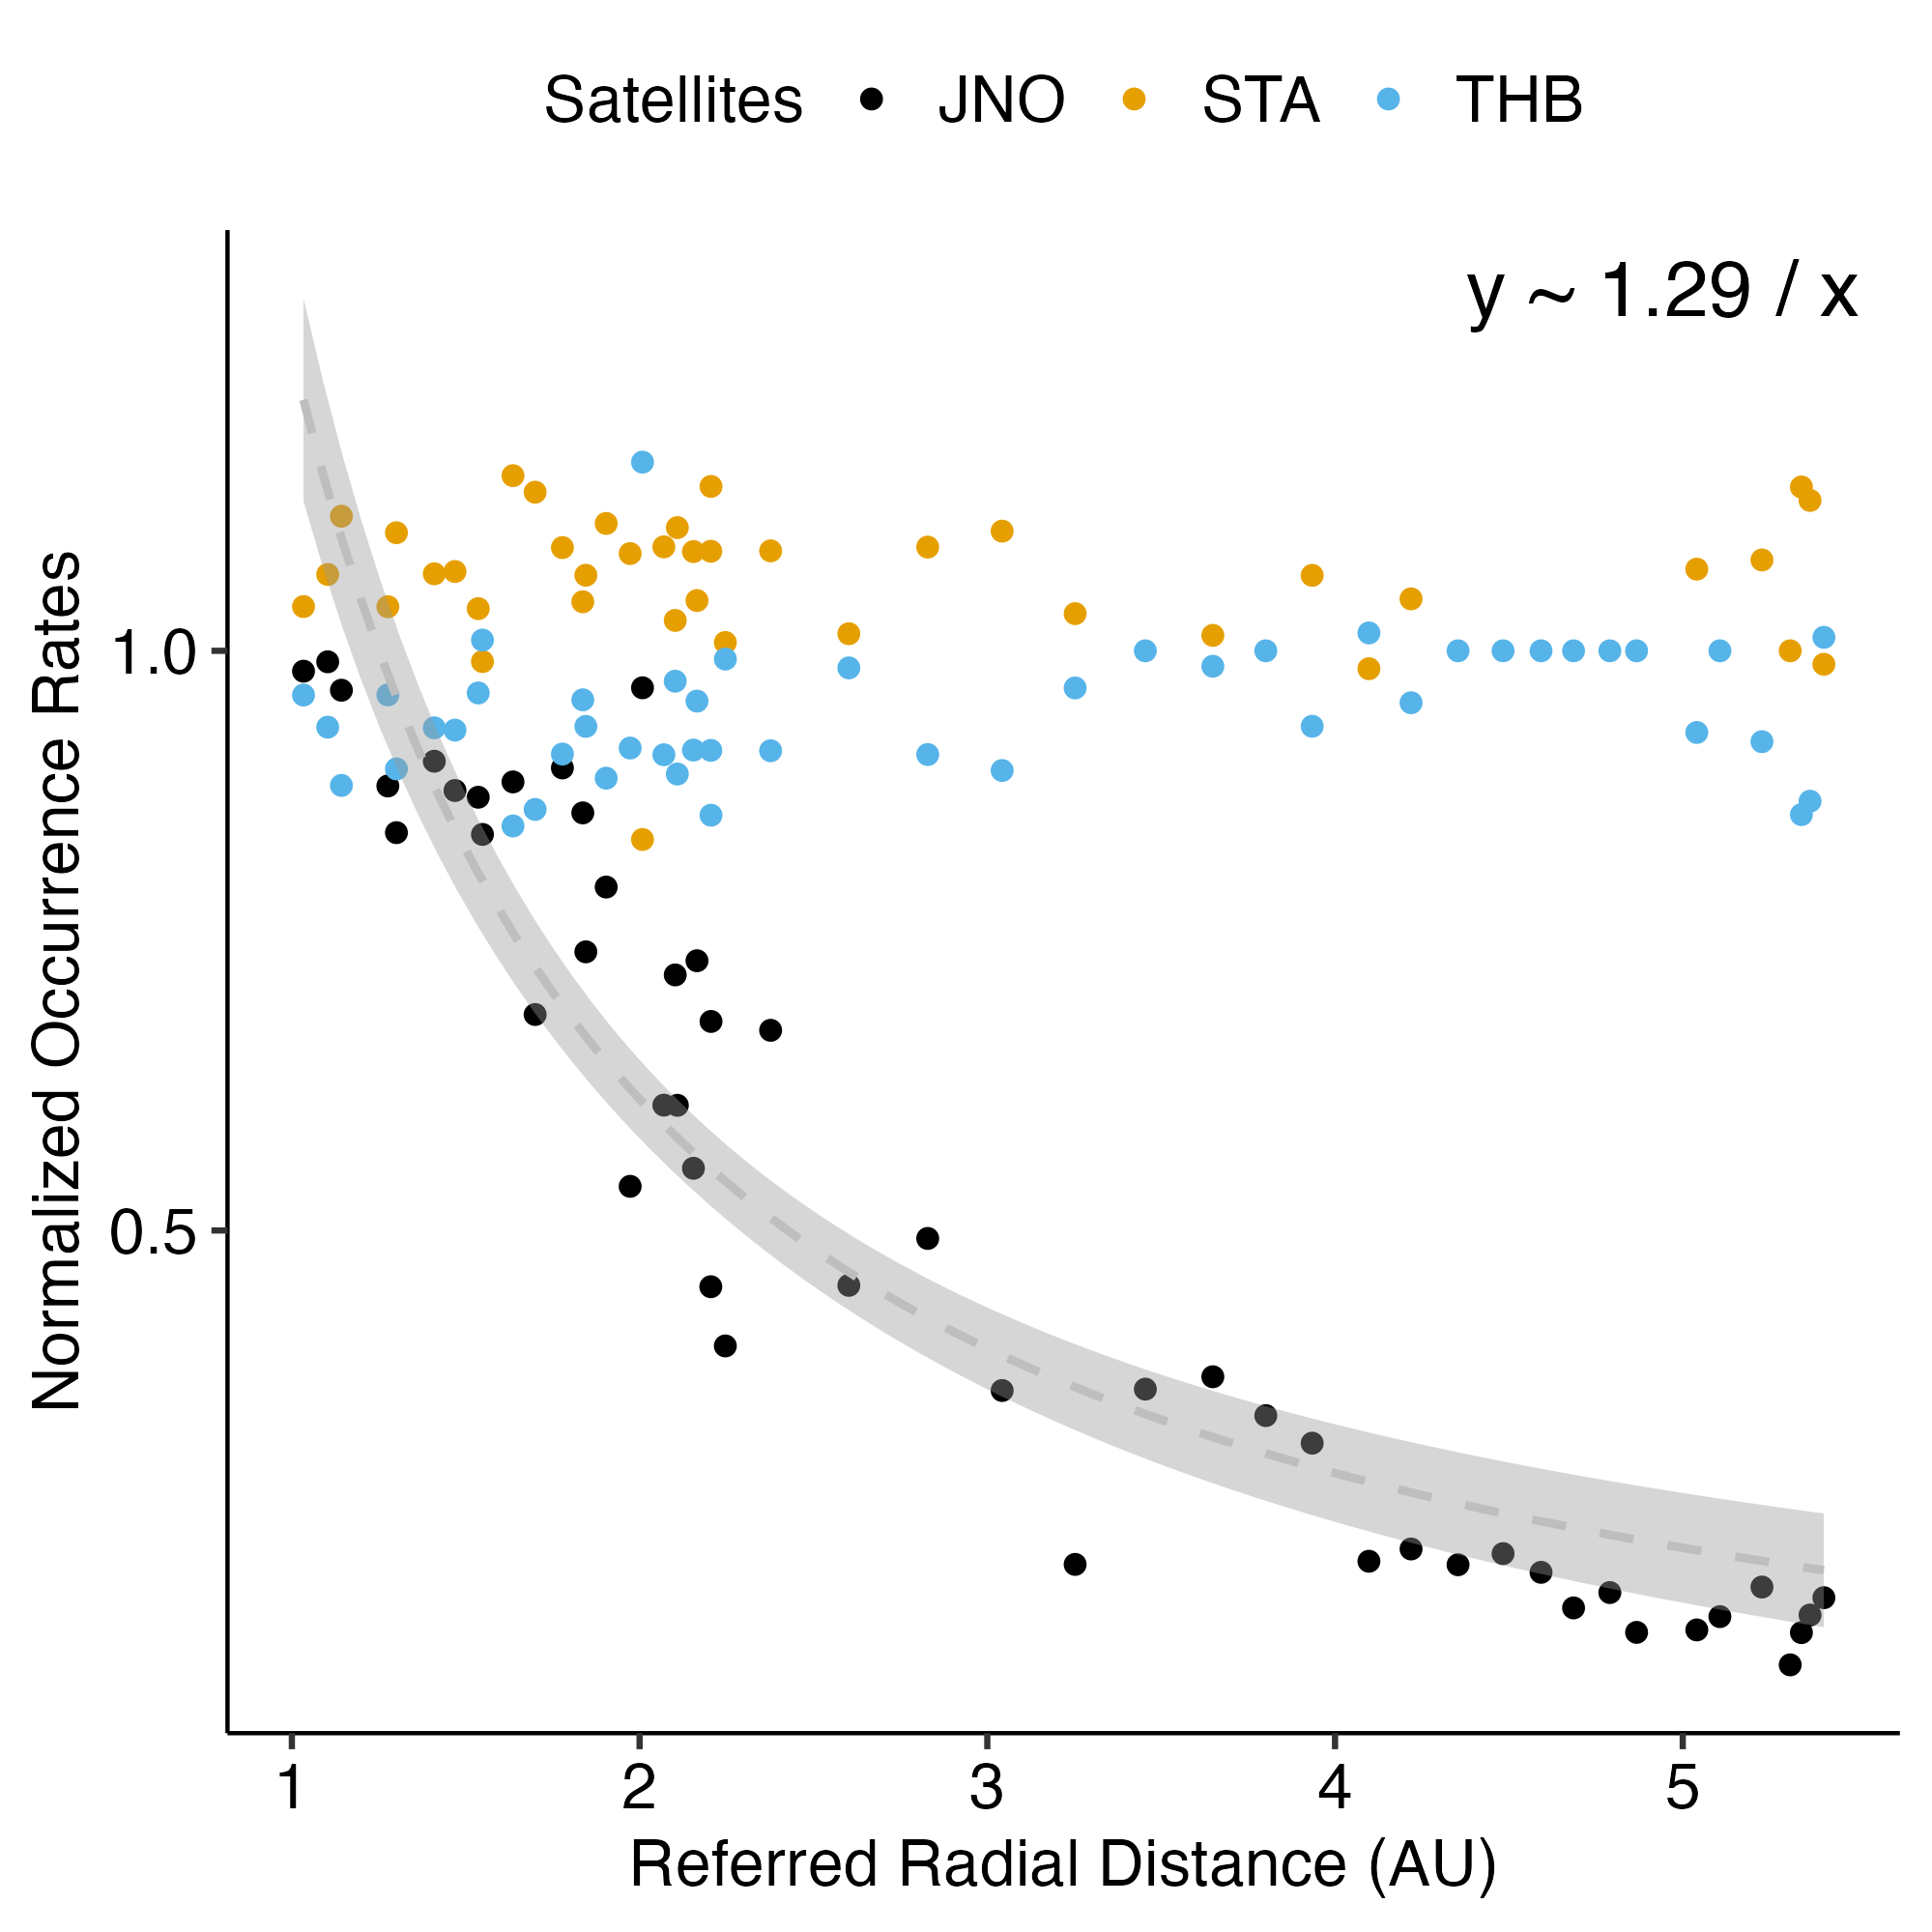 Satellites JNO STA THB
y ~ 1.29 / x
Normalized Occurrence Rates
1.0
0.5
1 2 3 4 5
Referred Radial Distance (AU)